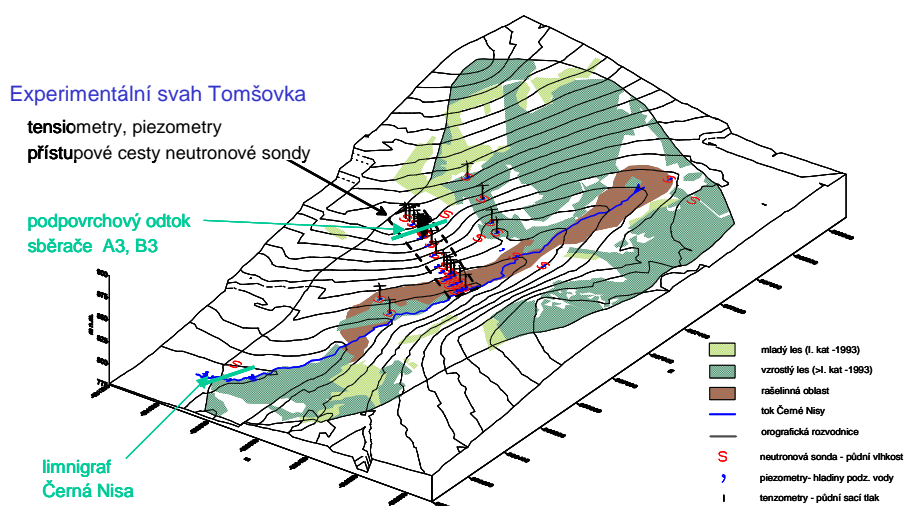 Experimentální svah Tomšovka
tensiometry, piezometry
přístupové cesty neutronové sondy
podpovrchový odtok
sběrače A3, B3
limnigraf
Černá Nisa
mladý les (I. kat -1993)
vzrostlý les (>I. kat -1993)
rašelinná oblast
tok Černé Nisy
orografická rozvodnice
neutronová sonda - půdní vlhkost
piezometry- hladiny podz. vody
tenzometry - půdní sací tlak